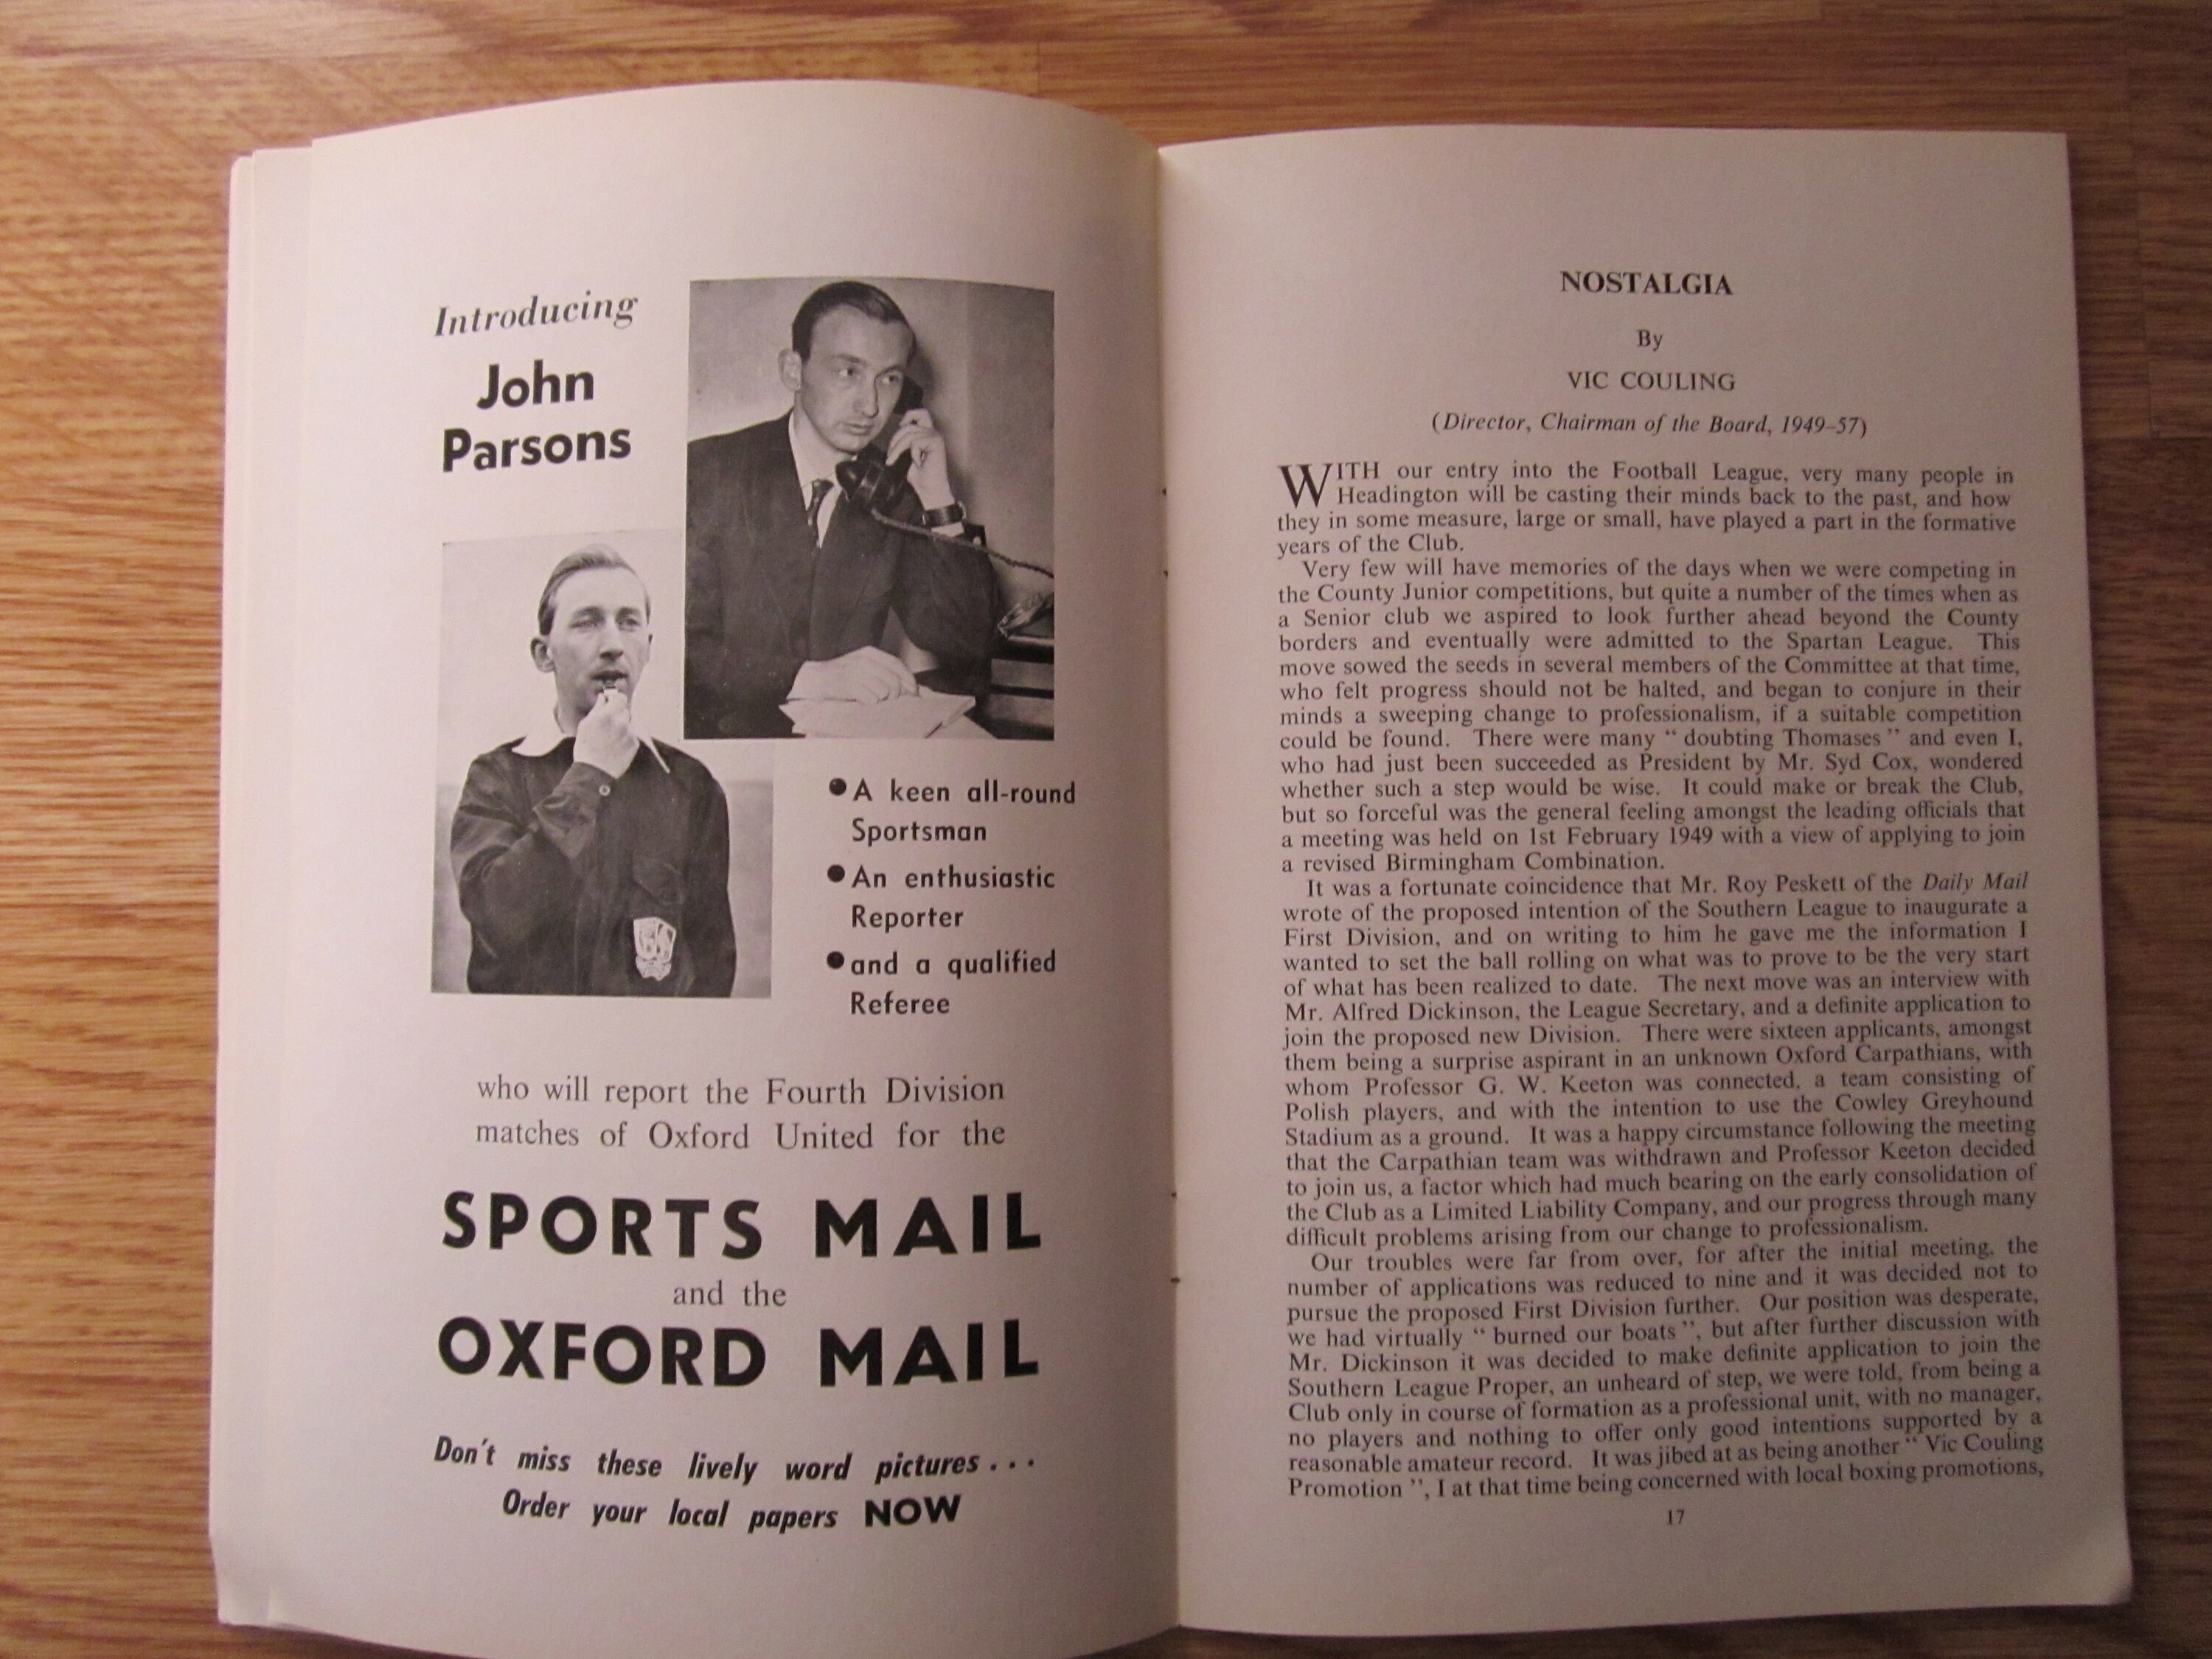 Introducing
John
Parsons
● A keen all-round
Sportsman
● An enthusiastic
Reporter
● and a qualified
Referee
who will report the Fourth Division
matches of Oxford United for the
SPORTS MAIL
and the
OXFORD MAIL
Don't miss these lively word pictures . . .
Order your local papers NOW
NOSTALGIA
By
VIC COULING
(Director, Chairman of the Board, 1949–57)
WITH our entry into the Football League, very many people in
Headington will be casting their minds back to the past, and how
they in some measure, large or small, have played a part in the formative
years of the Club.
Very few will have memories of the days when we were competing in
the County Junior competitions, but quite a number of the times when as
a Senior club we aspired to look further ahead beyond the County
borders and eventually were admitted to the Spartan League. This
move sowed the seeds in several members of the Committee at that time,
who felt progress should not be halted, and began to conjure in their
minds a sweeping change to professionalism, if a suitable competition
could be found. There were many “ doubting Thomases ” and even I,
who had just been succeeded as President by Mr. Syd Cox, wondered
whether such a step would be wise. It could make or break the Club,
but so forceful was the general feeling amongst the leading officials that
a meeting was held on 1st February 1949 with a view of applying to join
a revised Birmingham Combination.
It was a fortunate coincidence that Mr. Roy Peskett of the Daily Mail
wrote of the proposed intention of the Southern League to inaugurate a
First Division, and on writing to him he gave me the information I
wanted to set the ball rolling on what was to prove to be the very start
of what has been realized to date. The next move was an interview with
Mr. Alfred Dickinson, the League Secretary, and a definite application to
join the proposed new Division. There were sixteen applicants, amongst
them being a surprise aspirant in an unknown Oxford Carpathians, with
whom Professor G. W. Keeton was connected, a team consisting of
Polish players, and with the intention to use the Cowley Greyhound
Stadium as a ground. It was a happy circumstance following the meeting
that the Carpathian team was withdrawn and Professor Keeton decided
to join us, a factor which had much bearing on the early consolidation of
the Club as a Limited Liability Company, and our progress through many
difficult problems arising from our change to professionalism.
Our troubles were far from over, for after the initial meeting, the
number of applications was reduced to nine and it was decided not to
pursue the proposed First Division further. Our position was desperate,
we had virtually “ burned our boats ”, but after further discussion with
Mr. Dickinson it was decided to make definite application to join the
Southern League Proper, an unheard of step, we were told, from being a
Club only in course of formation as a professional unit, with no manager,
no players and nothing to offer only good intentions supported by a
reasonable amateur record. It was jibed at as being another “ Vic Couling
Promotion ”, I at that time being concerned with local boxing promotions,
17